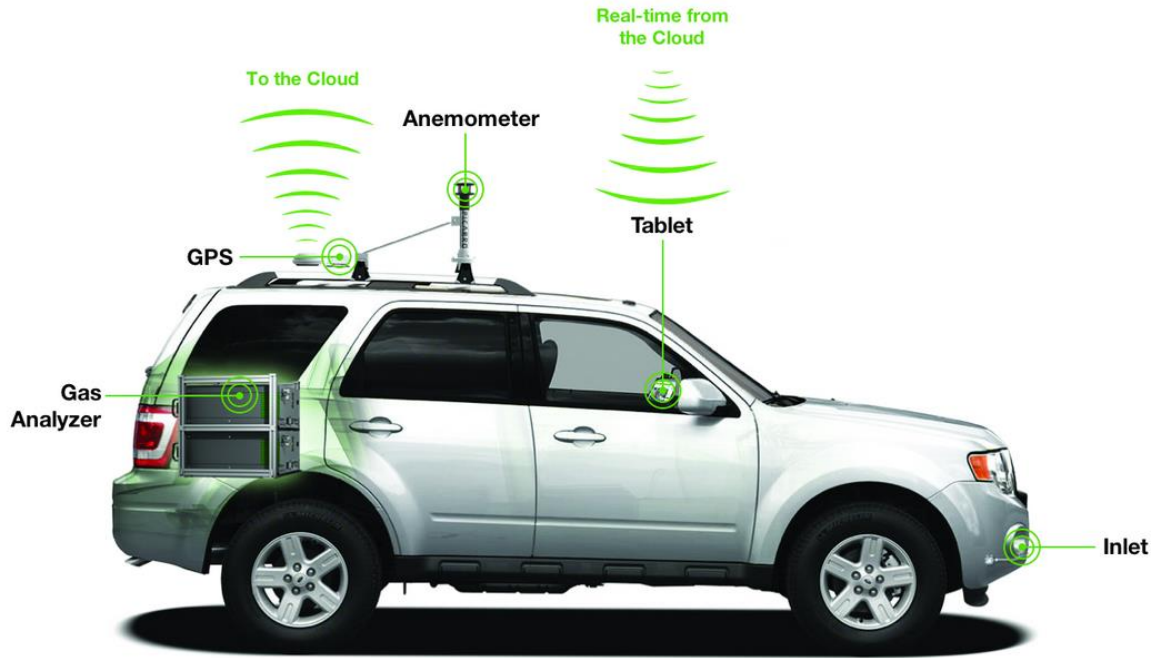 Real-time from
the Cloud
To the Cloud
Anemometer
Tablet
GPS
Gas
Analyzer
Inlet